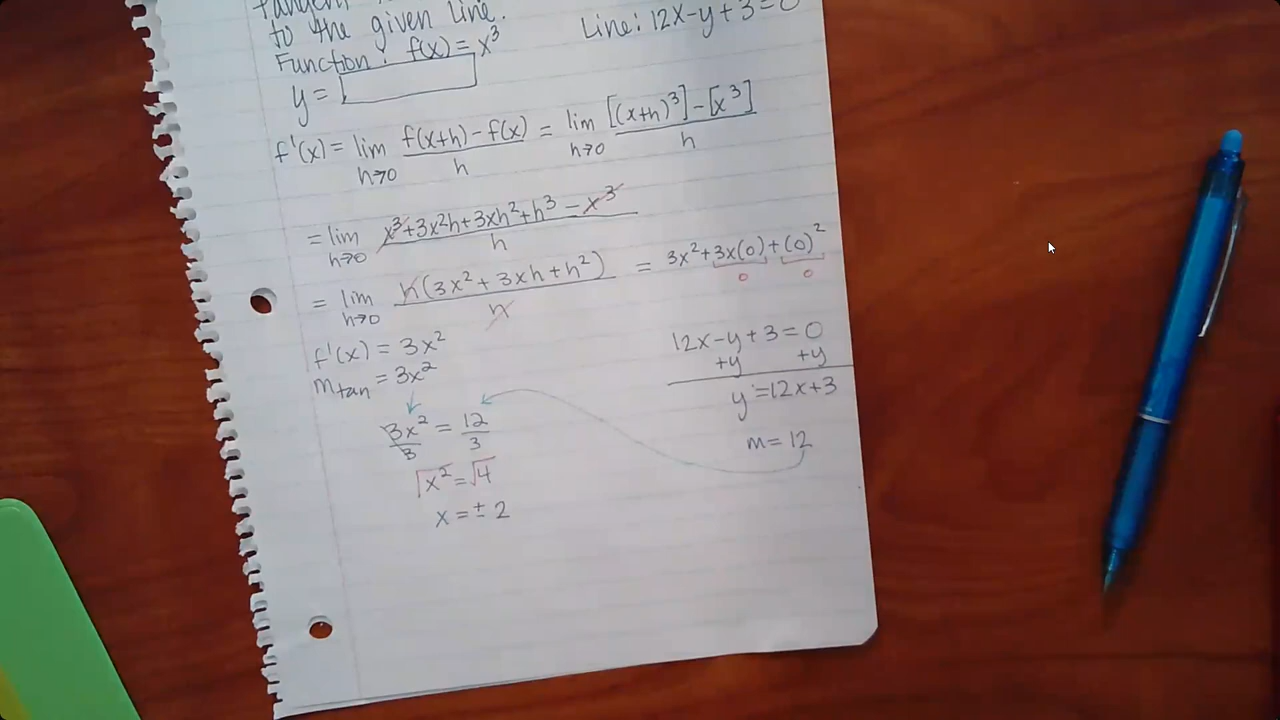 tangent
to the given line.
Function: f(x) = x³ Line: 12x-y+3=0
y =
f'(x) = lim h→0 f(x+h) - f(x) / h = lim h→0 [(x+h)³] - [x³] / h
= lim h→0 x³+3x²h+3xh²+h³ - x³ / h
= lim h→0 h(3x² + 3xh + h²) / h = 3x²+3x(0)+(0)²
0 0
f'(x) = 3x²
m tan = 3x²
3x²/3 = 12/3
√x² = √4
x = ± 2
12x-y+3=0
+y +y
y=12x+3
m=12